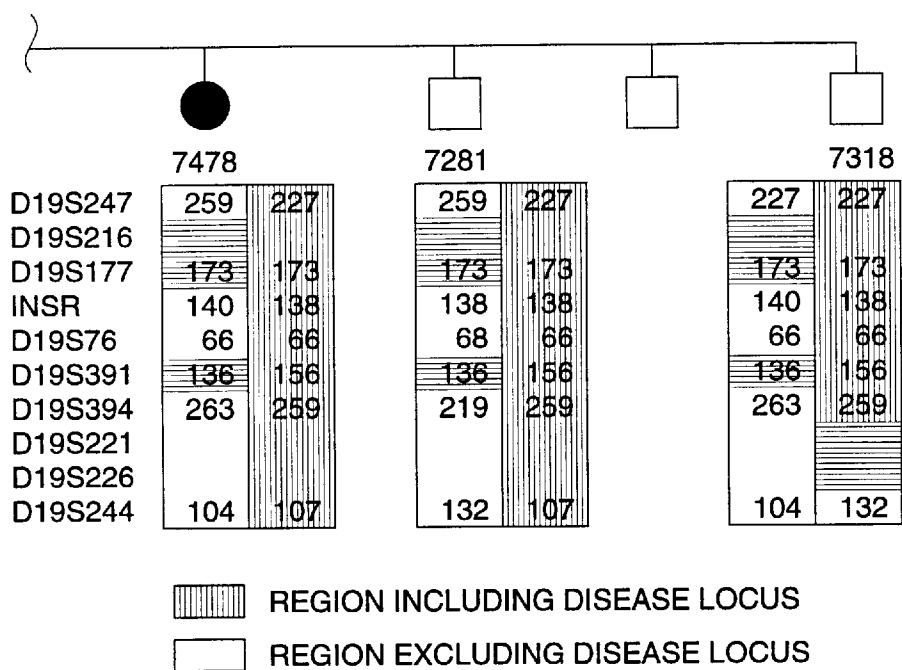 7478 7281 7318
D19S247 259 227 259 227 227 227
D19S216
D19S177 173 173 173 173 173 173
INSR 140 138 138 138 140 138
D19S76 66 66 68 66 66 66
D19S391 136 156 136 156 136 156
D19S394 263 259 219 259 263 259
D19S221
D19S226
D19S244 104 107 132 107 104 132
REGION INCLUDING DISEASE LOCUS
REGION EXCLUDING DISEASE LOCUS